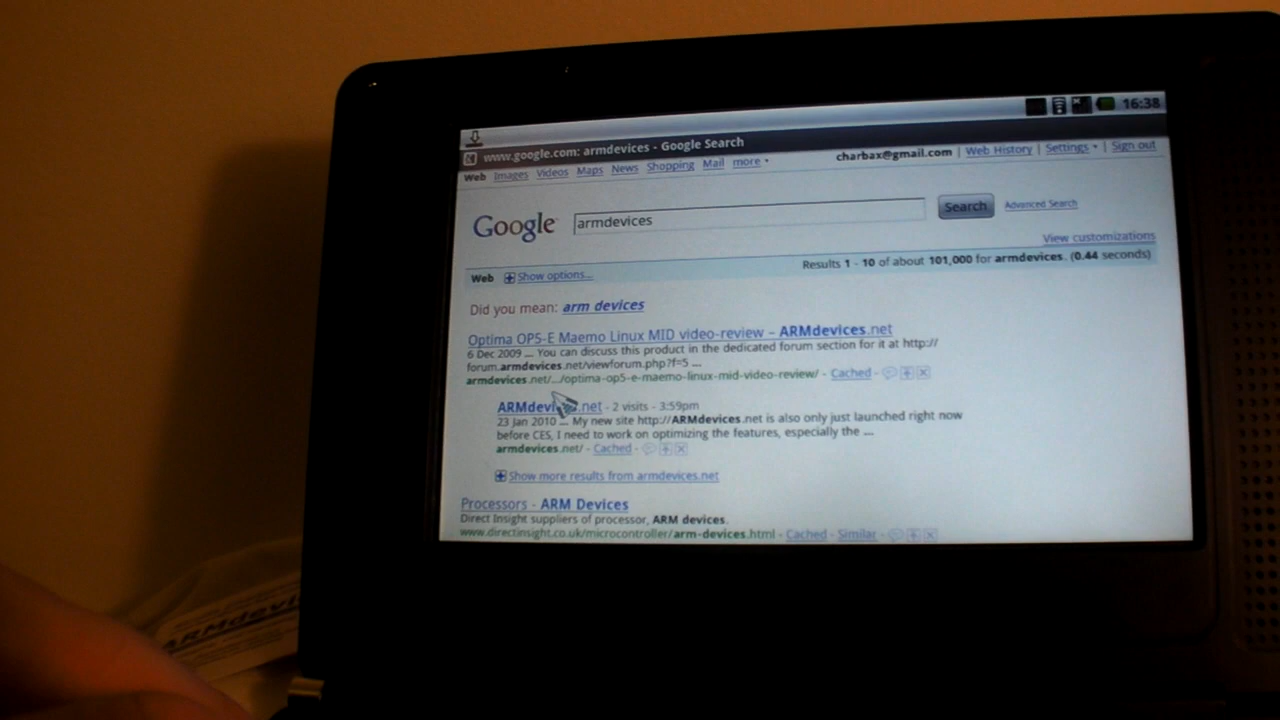 16:38
www.google.com: armdevices - Google Search
Web Images Videos Maps News Shopping Mail more charbax@gmail.com | Web History | Settings | Sign out
Google armdevices Search Advanced Search
View customizations
Web Show options... Results 1 - 10 of about 101,000 for armdevices. (0.44 seconds)
Did you mean: arm devices
Optima OP5-E Maemo Linux MID video-review – ARMdevices.net
6 Dec 2009 ... You can discuss this product in the dedicated forum section for it at http://
forum.armdevices.net/viewforum.php?f=5 ...
armdevices.net/.../optima-op5-e-maemo-linux-mid-video-review/ - Cached -
ARMdevices.net - 2 visits - 3:59pm
23 Jan 2010 ... My new site http://ARMdevices.net is also only just launched right now
before CES, I need to work on optimizing the features, especially the ...
armdevices.net/ - Cached -
Show more results from armdevices.net
Processors - ARM Devices
Direct Insight suppliers of processor, ARM devices.
www.directinsight.co.uk/microcontroller/arm-devices.html - Cached - Similar -
ARMdevi